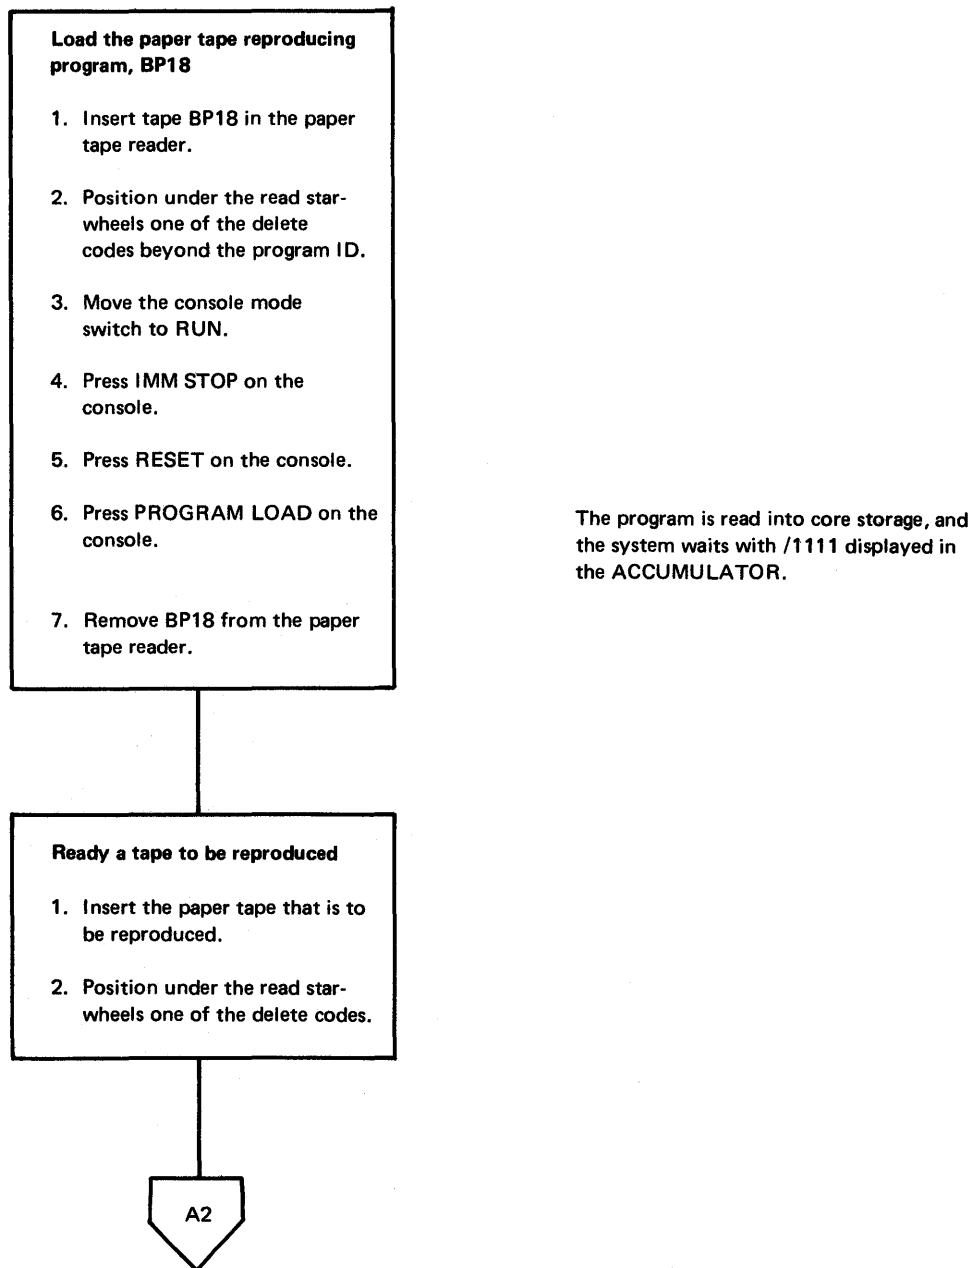 Load the paper tape reproducing
program, BP18
1. Insert tape BP18 in the paper
tape reader.
2. Position under the read star-
wheels one of the delete
codes beyond the program ID.
3. Move the console mode
switch to RUN.
4. Press IMM STOP on the
console.
5. Press RESET on the console.
6. Press PROGRAM LOAD on the
console.
The program is read into core storage, and
the system waits with /1111 displayed in
the ACCUMULATOR.
7. Remove BP18 from the paper
tape reader.
Ready a tape to be reproduced
1. Insert the paper tape that is to
be reproduced.
2. Position under the read star-
wheels one of the delete codes.
A2